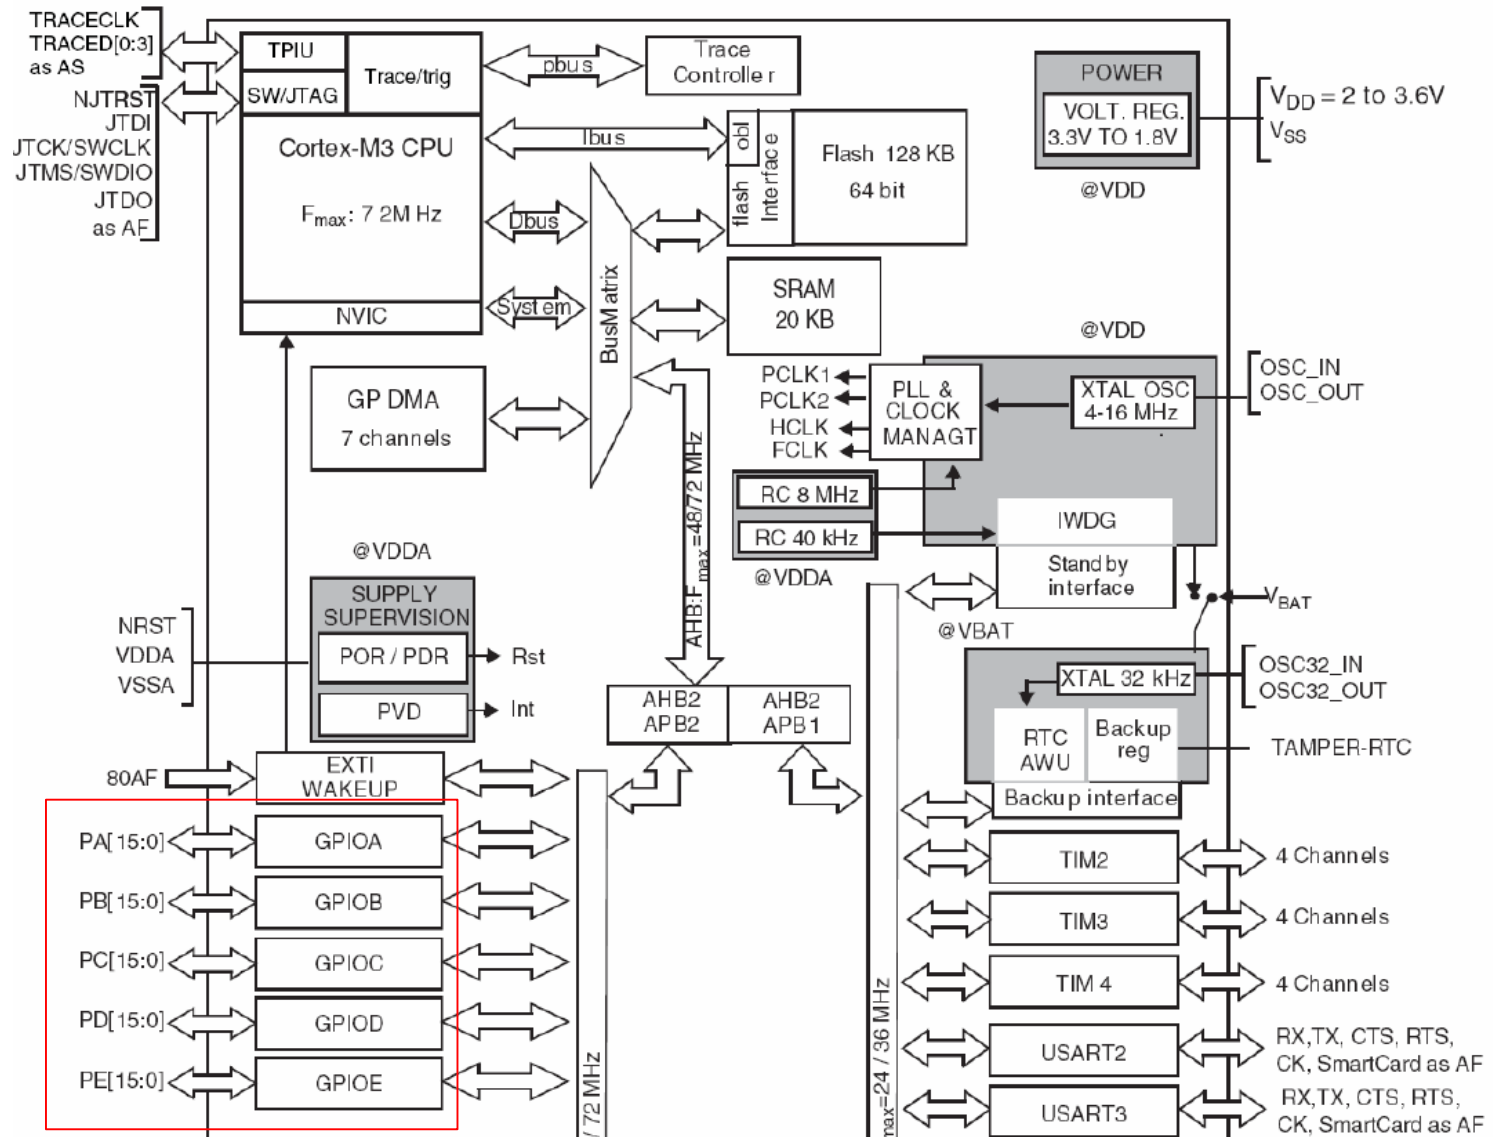 TRACECLK
TRACED[0:3]
as AS
NJTRST
JTDI
JTCK/SWCLK
JTMS/SWDIO
JTDO
as AF
TPIU
SW/JTAG
Trace/trig
Cortex-M3 CPU
Fmax: 7 2M Hz
NVIC
pbus
Trace
Controlle r
Ibus
Dbus
System
BusM atrix
obl
flash
Interface
Flash 128 KB
64 bit
SRAM
20 KB
POWER
VOLT. REG.
3.3V TO 1.8V
@VDD
VDD = 2 to 3.6V
VSS
GP DMA
7 channels
@VDD
PCLK1
PCLK2
HCLK
FCLK
PLL &
CLOCK
MANAGT
XTAL OSC
4-16 MHz
OSC_IN
OSC_OUT
RC 8 MHz
RC 40 kHz
@VDDA
IWDG
Stand by
interface
VBAT
@VBAT
AHB:Fmax=48/72 MHz
@VDDA
SUPPLY
SUPERVISION
POR / PDR
PVD
Rst
Int
NRST
VDDA
VSSA
AHB2
APB2
AHB2
APB1
XTAL 32 kHz
OSC32_IN
OSC32_OUT
RTC
AWU
Backup
reg
TAMPER-RTC
Backup interface
80AF
EXTI
WAKEUP
PA[15:0]
GPIOA
PB[15:0]
GPIOB
PC[15:0]
GPIOC
PD[15:0]
GPIOD
PE[15:0]
GPIOE
/ 72 MHz
max=24 / 36 MHz
TIM2
4 Channels
TIM3
4 Channels
TIM 4
4 Channels
USART2
RX,TX, CTS, RTS,
CK, SmartCard as AF
USART3
RX,TX, CTS, RTS,
CK, SmartCard as AF